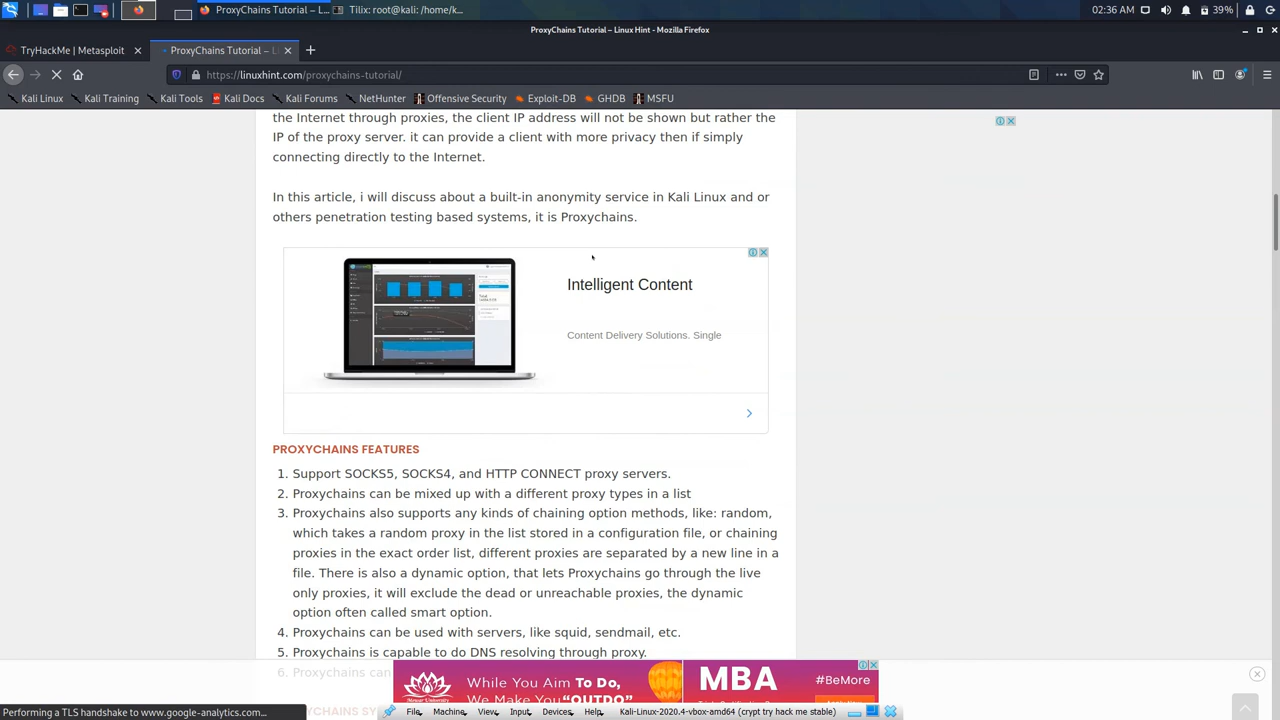 ProxyChains Tutorial – L...
Tilix: root@kali: /home/k...
02:36 AM
39%
ProxyChains Tutorial – Linux Hint - Mozilla Firefox
TryHackMe | Metasploit
ProxyChains Tutorial – Li
https://linuxhint.com/proxychains-tutorial/
Kali Linux
Kali Training
Kali Tools
Kali Docs
Kali Forums
NetHunter
Offensive Security
Exploit-DB
GHDB
MSFU
the Internet through proxies, the client IP address will not be shown but rather the
IP of the proxy server. it can provide a client with more privacy then if simply
connecting directly to the Internet.
In this article, i will discuss about a built-in anonymity service in Kali Linux and or
others penetration testing based systems, it is Proxychains.
Intelligent Content
Content Delivery Solutions. Single
PROXYCHAINS FEATURES
1. Support SOCKS5, SOCKS4, and HTTP CONNECT proxy servers.
2. Proxychains can be mixed up with a different proxy types in a list
3. Proxychains also supports any kinds of chaining option methods, like: random,
which takes a random proxy in the list stored in a configuration file, or chaining
proxies in the exact order list, different proxies are separated by a new line in a
file. There is also a dynamic option, that lets Proxychains go through the live
only proxies, it will exclude the dead or unreachable proxies, the dynamic
option often called smart option.
4. Proxychains can be used with servers, like squid, sendmail, etc.
5. Proxychains is capable to do DNS resolving through proxy.
6. Proxychains can
While You Aim To Do,
We Make You “OUTDO”
MBA
#BeMore
Performing a TLS handshake to www.google-analytics.com...
File
Machine
View
Input
Devices
Help
Kali-Linux-2020.4-vbox-amd64 (crypt try hack me stable)